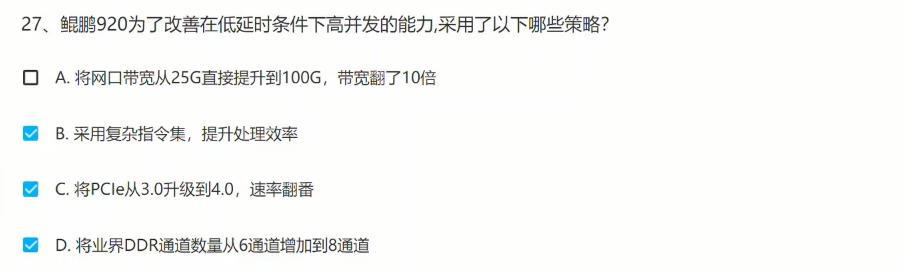 27、鲲鹏920为了改善在低延时条件下高并发的能力,采用了以下哪些策略?
A. 将网口带宽从25G直接提升到100G，带宽翻了10倍
B. 采用复杂指令集，提升处理效率
C. 将PCIe从3.0升级到4.0，速率翻番
D. 将业界DDR通道数量从6通道增加到8通道